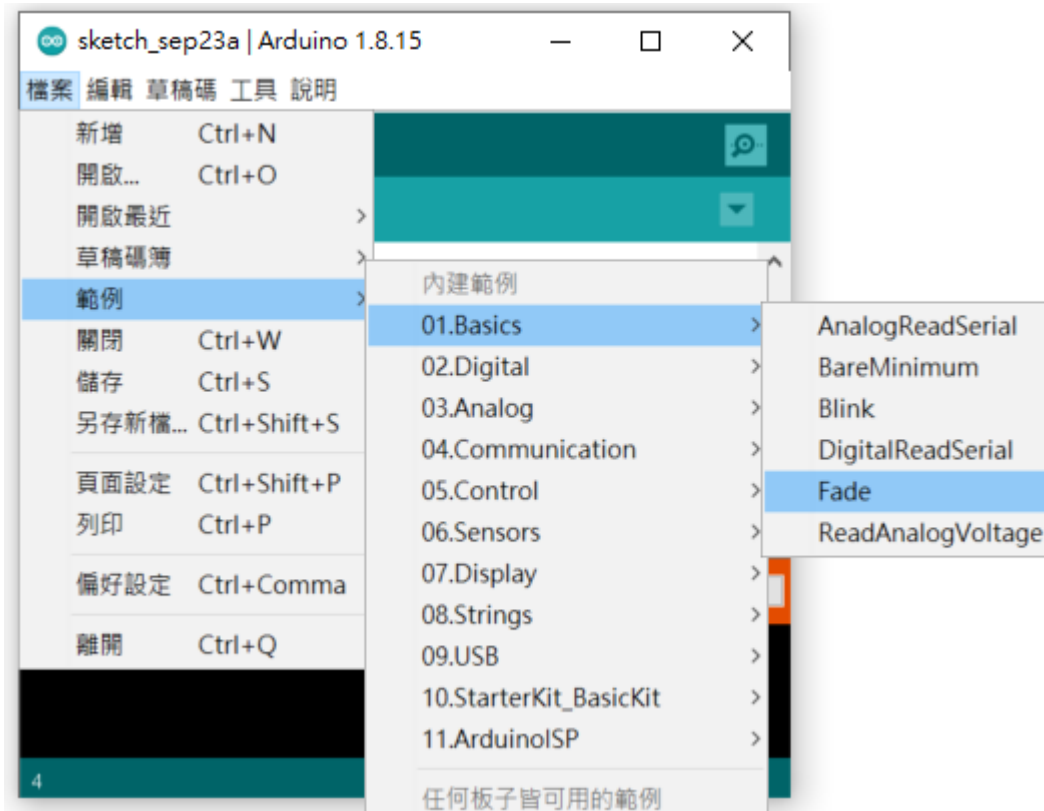 sketch_sep23a | Arduino 1.8.15
檔案 編輯 草稿碼 工具 說明
新增 Ctrl+N
開啟... Ctrl+O
開啟最近
草稿碼簿
範例
關閉 Ctrl+W
儲存 Ctrl+S
另存新檔... Ctrl+Shift+S
頁面設定 Ctrl+Shift+P
列印 Ctrl+P
偏好設定 Ctrl+Comma
離開 Ctrl+Q
4
內建範例
01.Basics
02.Digital
03.Analog
04.Communication
05.Control
06.Sensors
07.Display
08.Strings
09.USB
10.StarterKit_BasicKit
11.ArduinoISP
任何板子皆可用的範例
AnalogReadSerial
BareMinimum
Blink
DigitalReadSerial
Fade
ReadAnalogVoltage